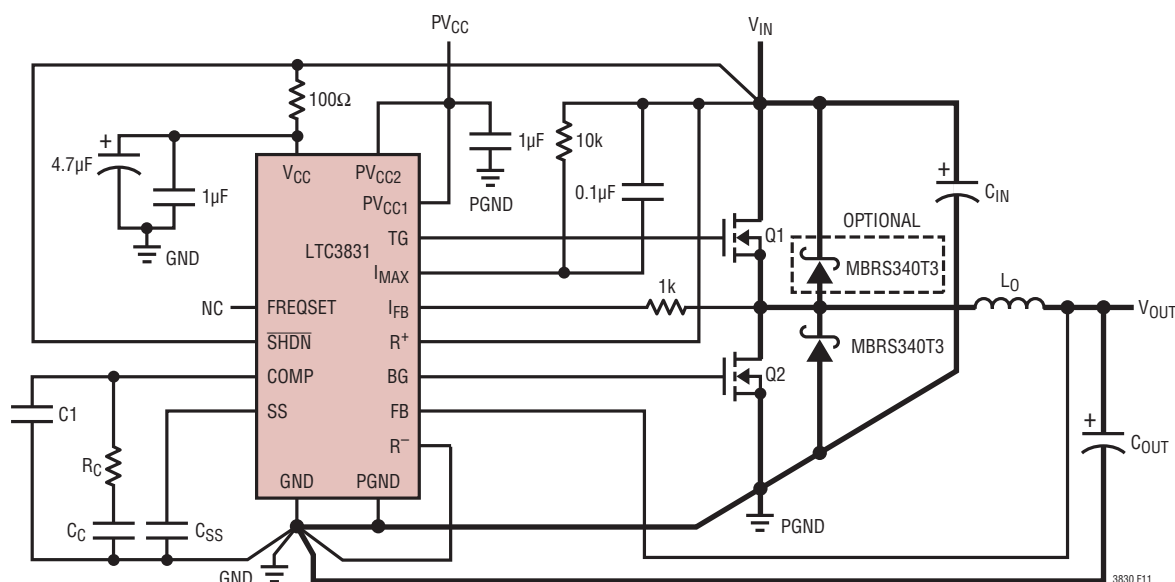 PVCC
VIN
100Ω
+
4.7µF
1µF
GND
VCC
PVCC2
PVCC1
1µF
PGND
10k
0.1µF
+
CIN
OPTIONAL
MBRS340T3
LTC3831
TG
Q1
IMAX
NC
FREQSET
IFB
1k
LO
VOUT
SHDN
R+
MBRS340T3
COMP
BG
Q2
C1
SS
FB
+
COUT
RC
R−
GND
PGND
CC
CSS
PGND
GND
3830 F11